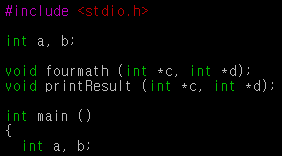 #include <stdio.h>
int a, b;
void fourmath (int *c, int *d);
void printResult (int *c, int *d);
int main ()
{
int a, b;